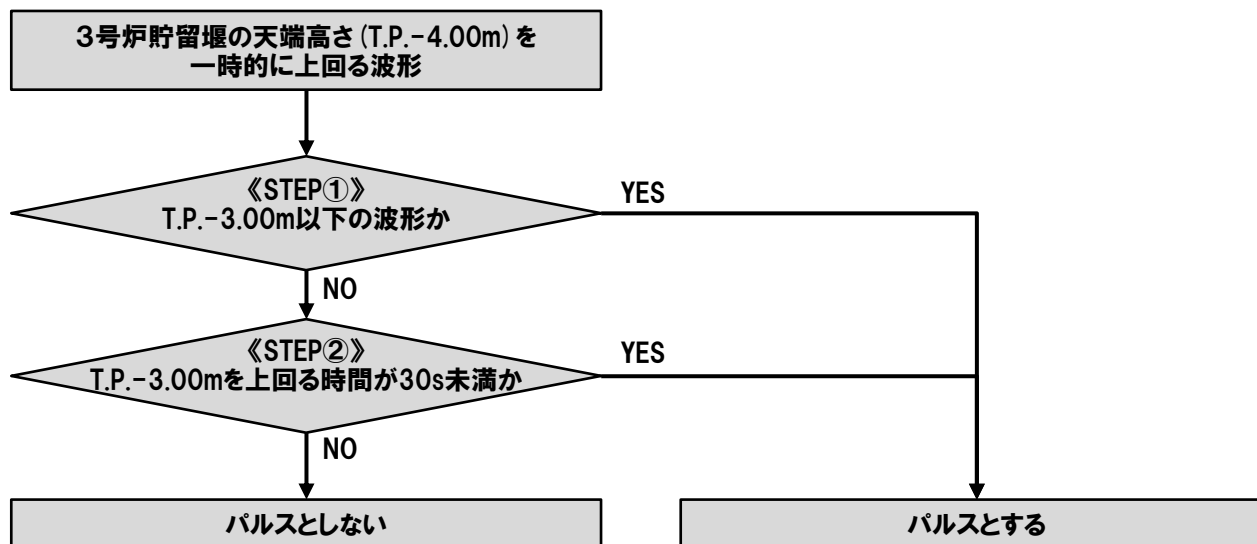 ３号炉貯留堰の天端高さ(T.P.-4.00m)を
一時的に上回る波形
《STEP①》
T.P.-3.00m以下の波形か
YES
NO
《STEP②》
T.P.-3.00mを上回る時間が30s未満か
YES
NO
パルスとしない
パルスとする